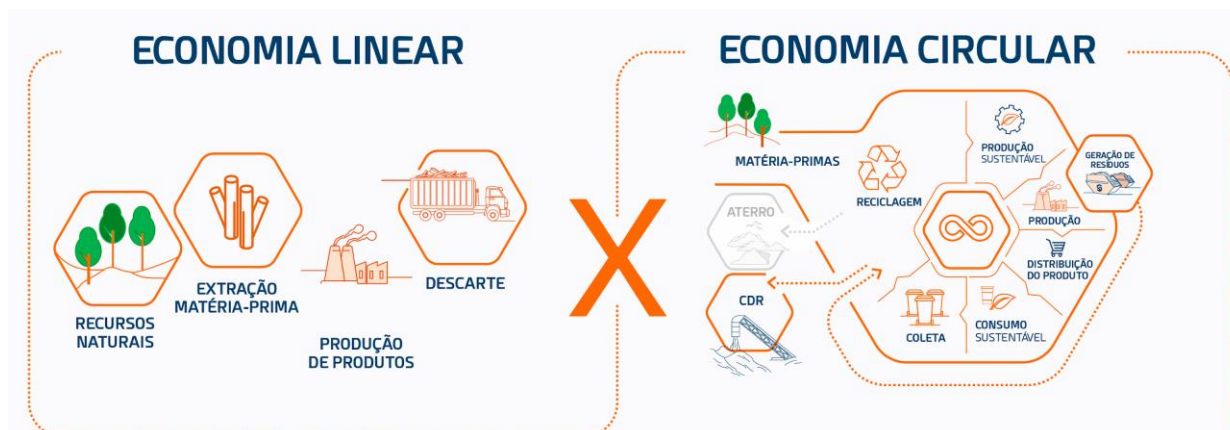 ECONOMIA LINEAR
RECURSOS
NATURAIS
EXTRAÇÃO
MATÉRIA-PRIMA
PRODUÇÃO
DE PRODUTOS
DESCARTE
X
ECONOMIA CIRCULAR
MATÉRIA-PRIMAS
PRODUÇÃO
SUSTENTÁVEL
GERAÇÃO DE
RESÍDUOS
RECICLAGEM
ATERRO
PRODUÇÃO
DISTRIBUIÇÃO
DO PRODUTO
CDR
COLETA
CONSUMO
SUSTENTÁVEL